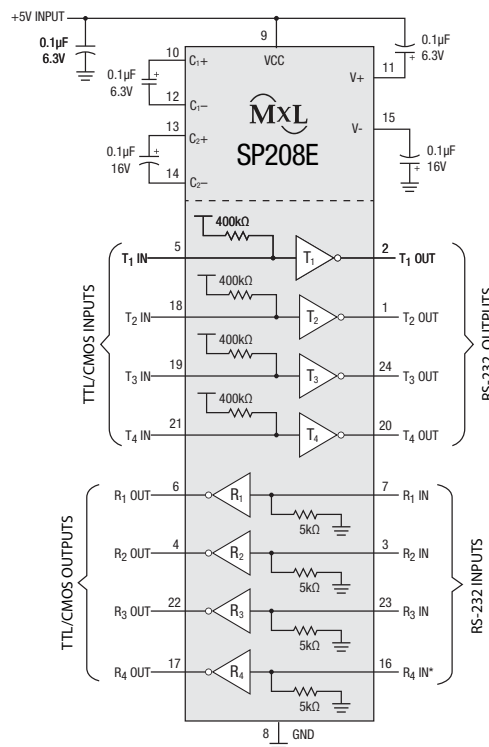 +5V INPUT
0.1µF
6.3V
9
VCC
0.1µF
6.3V
10
C1+
0.1µF
6.3V
12
C1–
V+
11
13
C2+
0.1µF
16V
14
C2–
MxL
SP208E
15
V-
0.1µF
16V
400kΩ
T1 IN
5
T1
2
T1 OUT
400kΩ
T2 IN
18
T2
1
T2 OUT
400kΩ
T3 IN
19
T3
24
T3 OUT
400kΩ
T4 IN
21
T4
20
T4 OUT
TTL/CMOS INPUTS
RS-232 OUTPUTS
R1 OUT
6
R1
7
R1 IN
5kΩ
R2 OUT
4
R2
3
R2 IN
5kΩ
R3 OUT
22
R3
23
R3 IN
5kΩ
R4 OUT
17
R4
16
R4 IN*
5kΩ
TTL/CMOS OUTPUTS
RS-232 INPUTS
8
GND